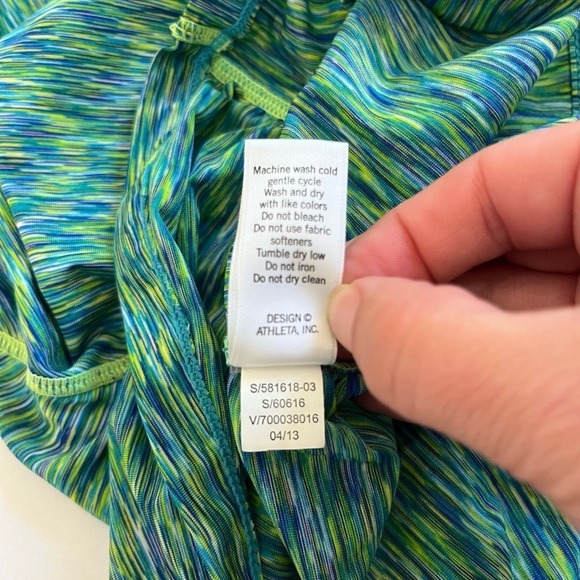 Machine wash cold
gentle cycle
Wash and dry
with like colors
Do not bleach
Do not use fabric
softeners
Tumble dry low
Do not iron
Do not dry clean
DESIGN ©
ATHLETA, INC.
S/581618-03
S/60616
V/700038016
04/13